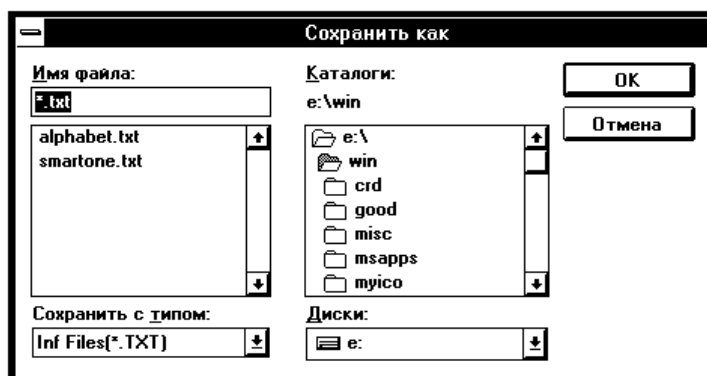 Сохранить как
Имя файла:
*.txt
alphabet.txt
smartone.txt
Сохранить с типом:
Inf Files(*.TXT)
Каталоги:
e:\win
e:\
win
crd
good
misc
msapps
myico
Диски:
e:
OK
Отмена